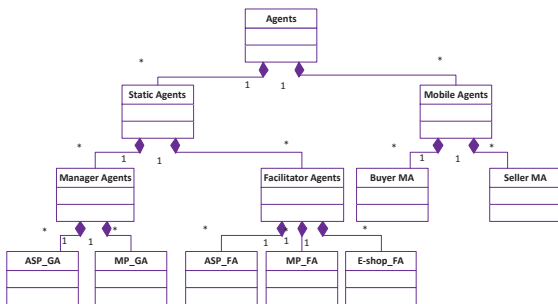 Agents
* *
1 1
Static Agents Mobile Agents
* * * *
1 1 1 1
Manager Agents Facilitator Agents Buyer MA Seller MA
* * * * *
1 1 1 1 1
ASP_GA MP_GA ASP_FA MP_FA E-shop_FA